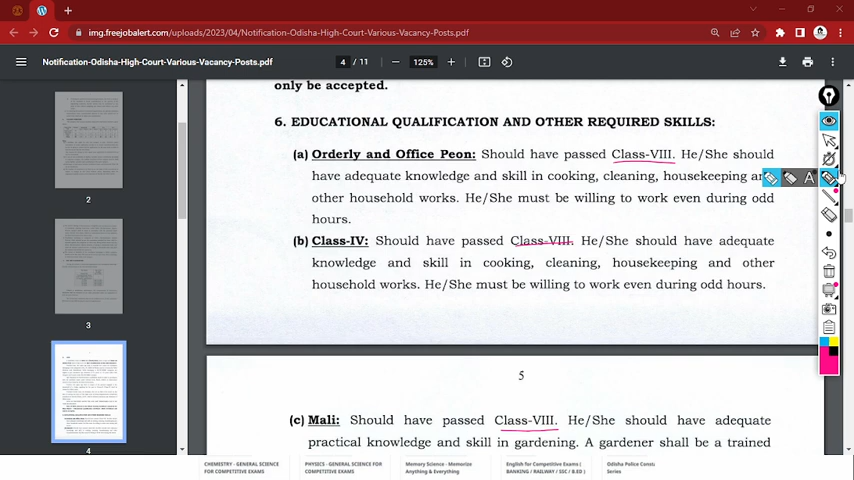 img.freejobalert.com/uploads/2023/04/Notification-Odisha-High-Court-Various-Vacancy-Posts.pdf
Notification-Odisha-High-Court-Various-Vacancy-Posts.pdf
4 / 11
125%
only be accepted.
6. EDUCATIONAL QUALIFICATION AND OTHER REQUIRED SKILLS:
(a) Orderly and Office Peon: Should have passed Class-VIII. He/She should
have adequate knowledge and skill in cooking, cleaning, housekeeping
other household works. He/She must be willing to work even during odd
hours.
(b) Class-IV: Should have passed Class-VIII. He/She should have adequate
knowledge and skill in cooking, cleaning, housekeeping and other
household works. He/She must be willing to work even during odd hours.
5
(c) Mali: Should have passed Class-VIII. He/She should have adequate
practical knowledge and skill in gardening. A gardener shall be a trained
2
3
4
A
CHEMISTRY - GENERAL SCIENCE
FOR COMPETITIVE EXAMS
PHYSICS - GENERAL SCIENCE FOR
COMPETITIVE EXAMS
Memory Science - Memorize
Anything & Everything
English for Competitive Exams (
BANKING / RAILWAY / SSC / B.ED )
Odisha Police Const
Series